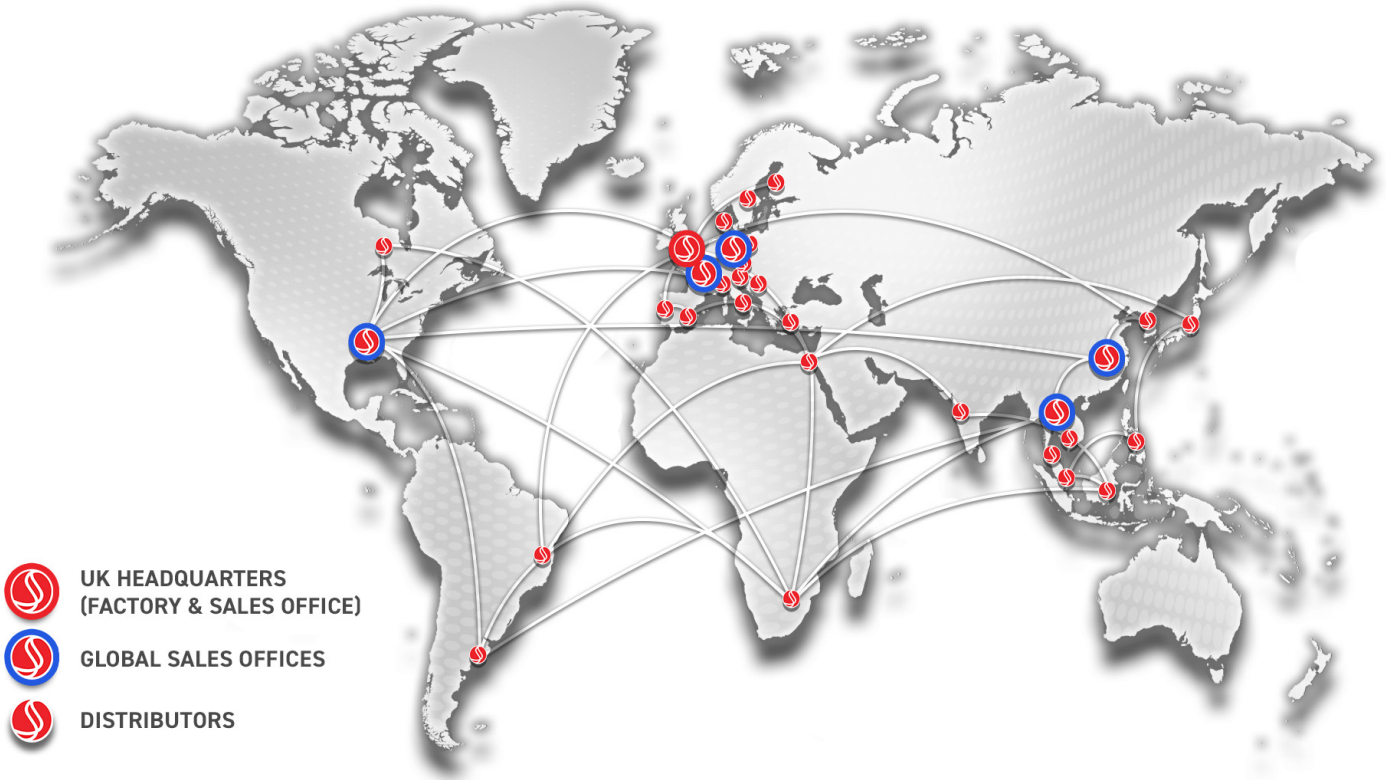 UK HEADQUARTERS
(FACTORY & SALES OFFICE)
GLOBAL SALES OFFICES
DISTRIBUTORS